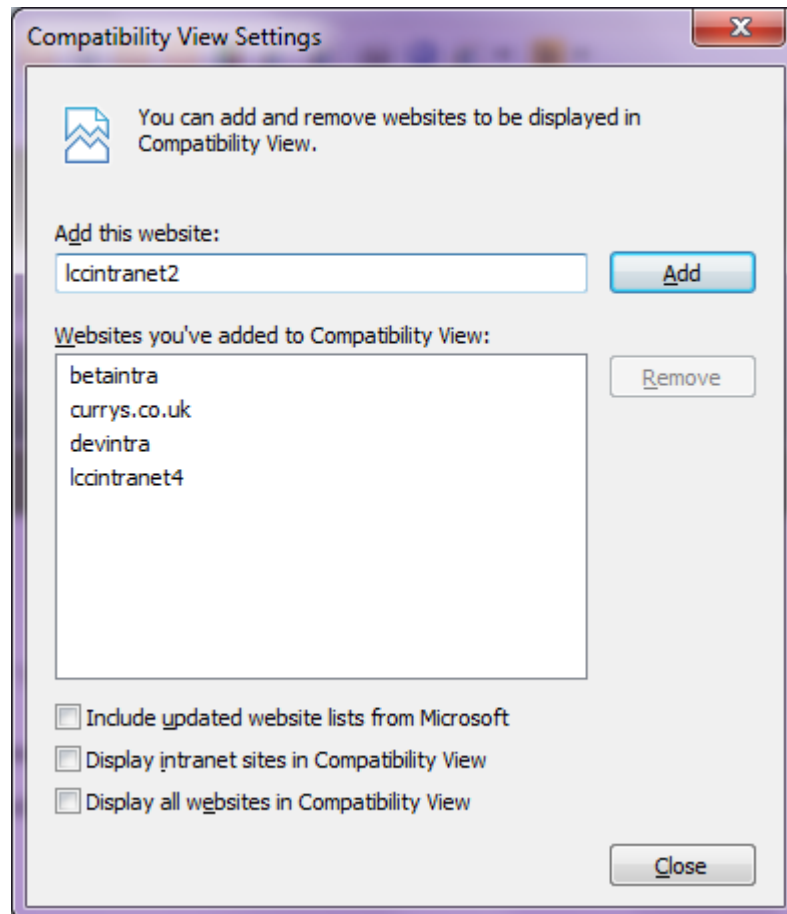 Compatibility View Settings
You can add and remove websites to be displayed in
Compatibility View.
Add this website:
lccintranet2
Add
Websites you've added to Compatibility View:
betaintra
Remove
currys.co.uk
devintra
lccintranet4
Include updated website lists from Microsoft
Display intranet sites in Compatibility View
Display all websites in Compatibility View
Close